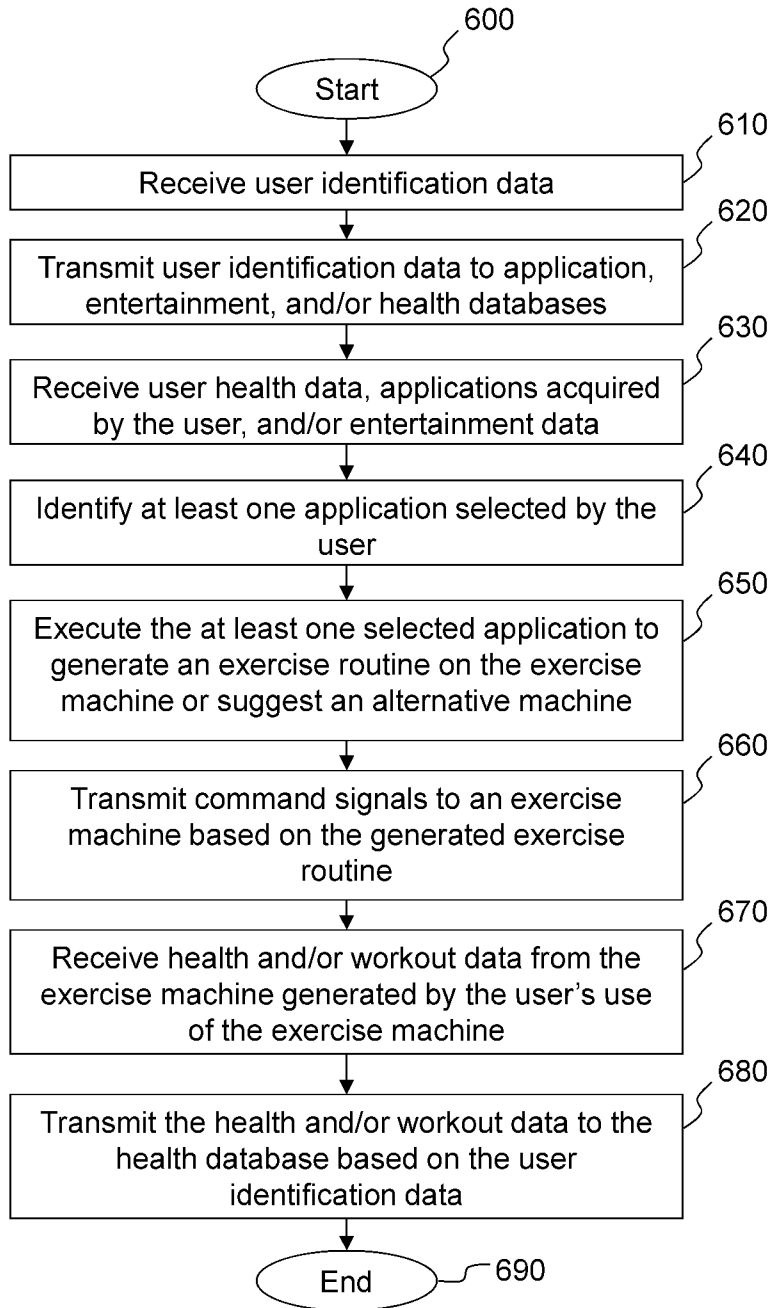 600
Start
610
Receive user identification data
620
Transmit user identification data to application,
entertainment, and/or health databases
630
Receive user health data, applications acquired
by the user, and/or entertainment data
640
Identify at least one application selected by the
user
650
Execute the at least one selected application to
generate an exercise routine on the exercise
machine or suggest an alternative machine
660
Transmit command signals to an exercise
machine based on the generated exercise
routine
670
Receive health and/or workout data from the
exercise machine generated by the user’s use
of the exercise machine
680
Transmit the health and/or workout data to the
health database based on the user
identification data
End
690